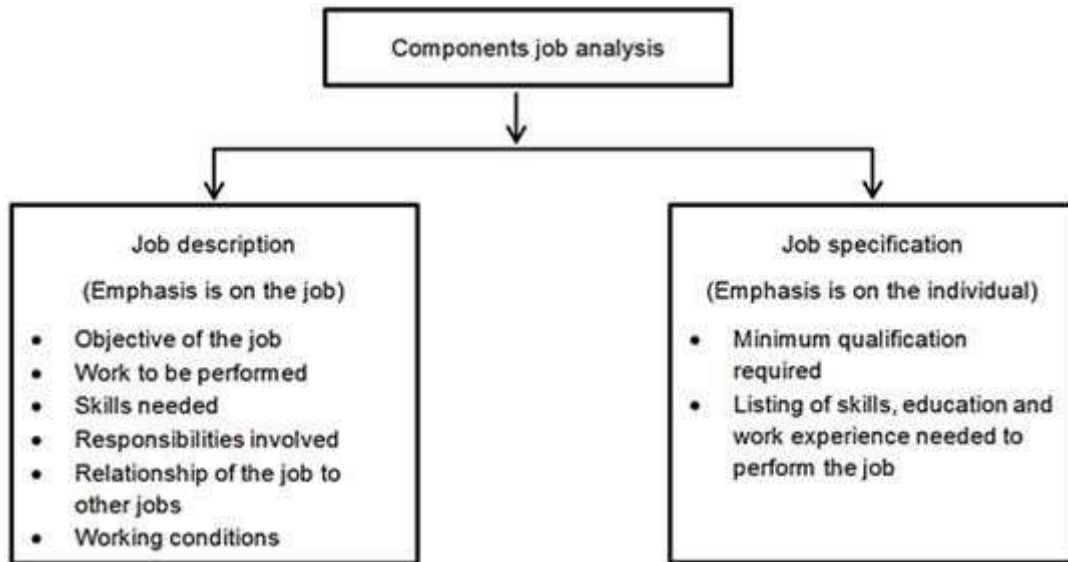 Components job analysis
Job description
(Emphasis is on the job)
• Objective of the job
• Work to be performed
• Skills needed
• Responsibilities involved
• Relationship of the job to
other jobs
• Working conditions
Job specification
(Emphasis is on the individual)
• Minimum qualification
required
• Listing of skills, education and
work experience needed to
perform the job